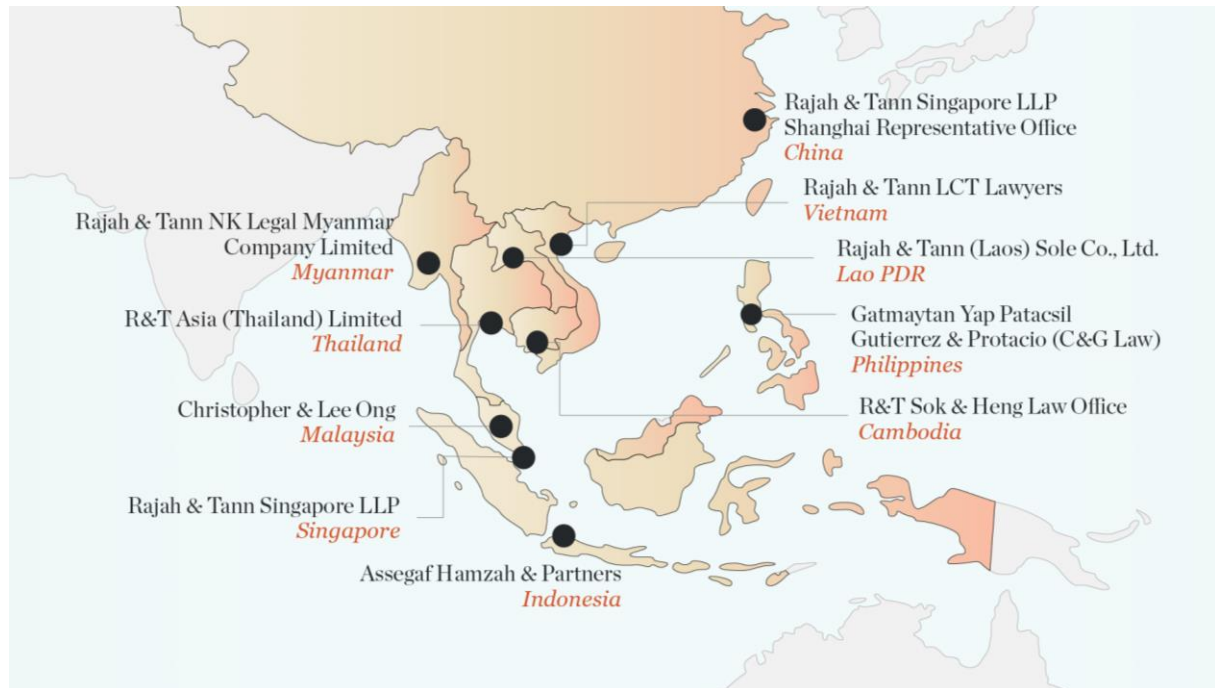 Rajah & Tann Singapore LLP
Shanghai Representative Office
China
Rajah & Tann LCT Lawyers
Vietnam
Rajah & Tann NK Legal Myanmar
Company Limited
Myanmar
Rajah & Tann (Laos) Sole Co., Ltd.
Lao PDR
R&T Asia (Thailand) Limited
Thailand
Gatmaytan Yap Patacsil
Gutierrez & Protacio (C&G Law)
Philippines
Christopher & Lee Ong
Malaysia
R&T Sok & Heng Law Office
Cambodia
Rajah & Tann Singapore LLP
Singapore
Assegaf Hamzah & Partners
Indonesia